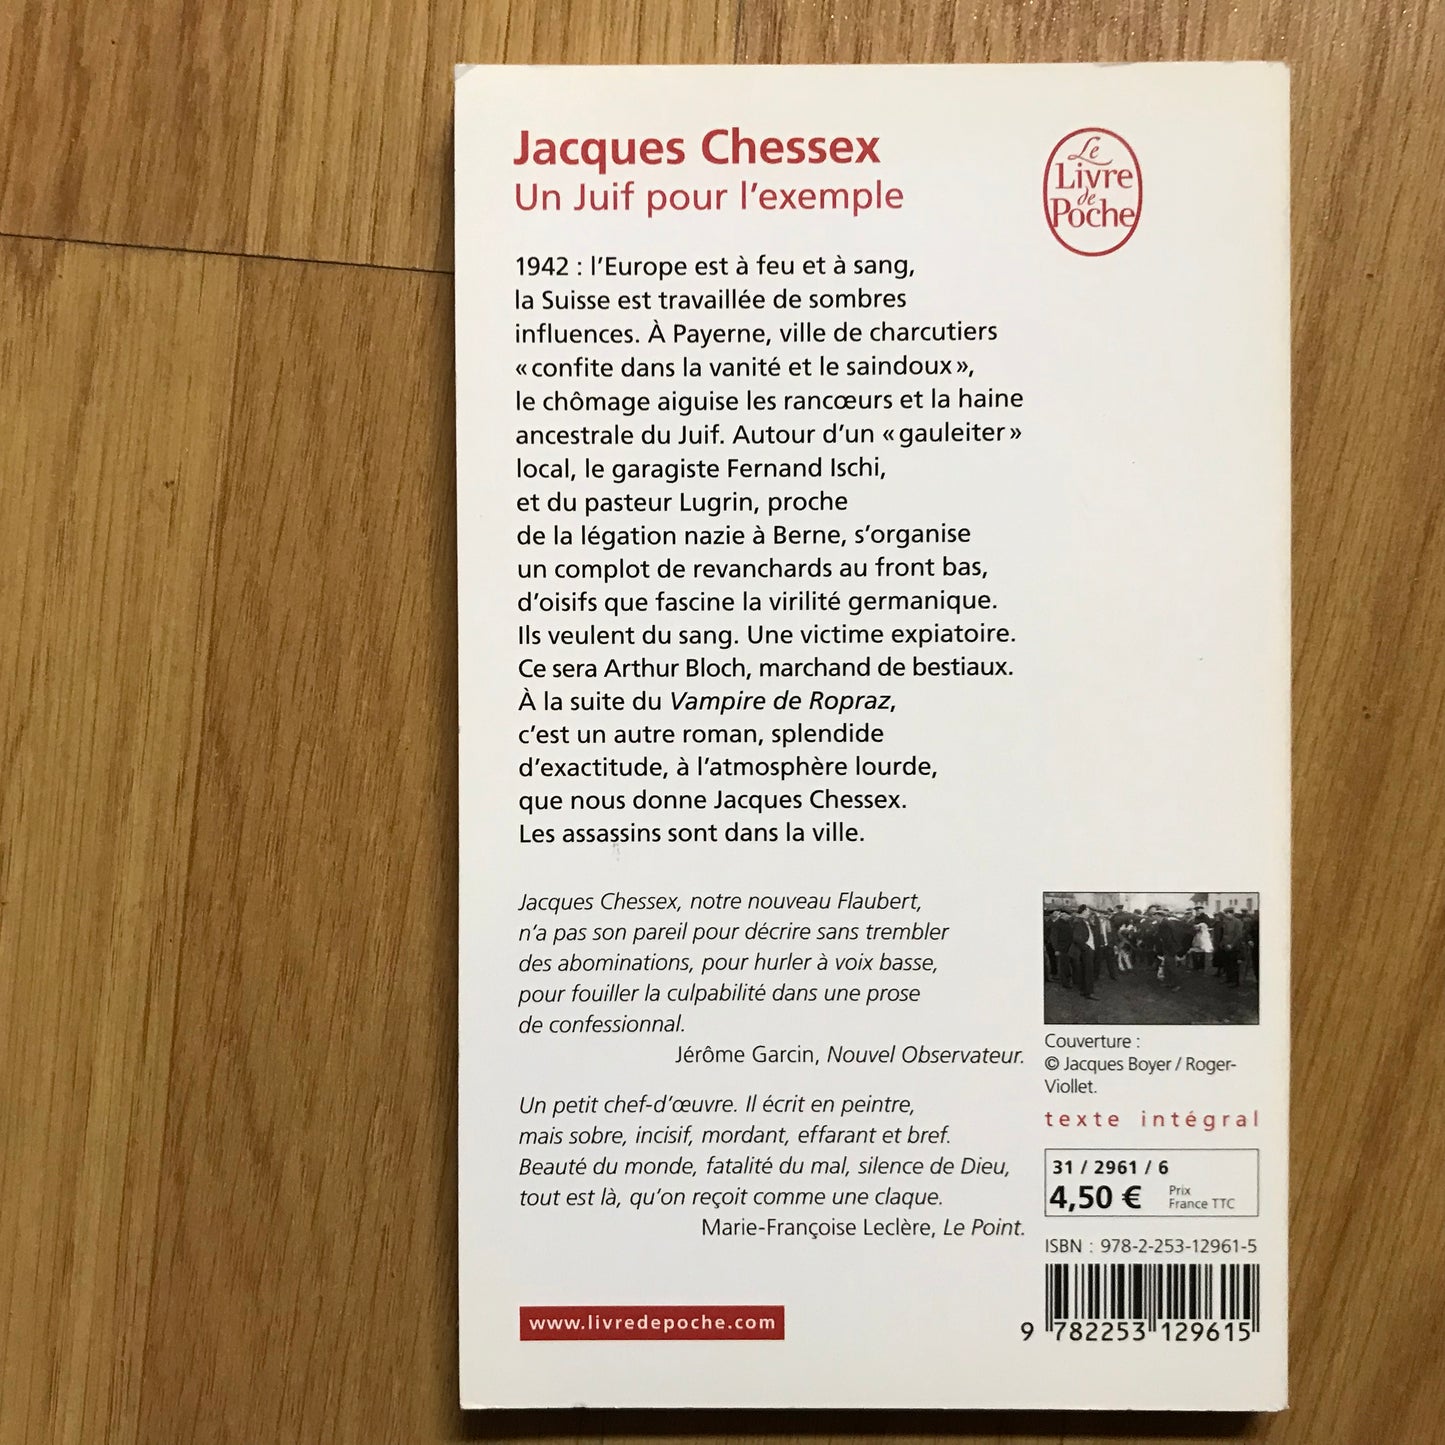 Jacques Chessex
Un Juif pour l'exemple
Le
Livre
de
Poche
1942 : l'Europe est à feu et à sang,
la Suisse est travaillée de sombres
influences. À Payerne, ville de charcutiers
« confite dans la vanité et le saindoux »,
le chômage aiguise les rancœurs et la haine
ancestrale du Juif. Autour d'un « gauleiter »
local, le garagiste Fernand Ischi,
et du pasteur Lugrin, proche
de la légation nazie à Berne, s'organise
un complot de revanchards au front bas,
d'oisifs que fascine la virilité germanique.
Ils veulent du sang. Une victime expiatoire.
Ce sera Arthur Bloch, marchand de bestiaux.
À la suite du Vampire de Ropraz,
c'est un autre roman, splendide
d'exactitude, à l'atmosphère lourde,
que nous donne Jacques Chessex.
Les assassins sont dans la ville.
Jacques Chessex, notre nouveau Flaubert,
n'a pas son pareil pour décrire sans trembler
des abominations, pour hurler à voix basse,
pour fouiller la culpabilité dans une prose
de confessionnal.
Jérôme Garcin, Nouvel Observateur.
Un petit chef-d'œuvre. Il écrit en peintre,
mais sobre, incisif, mordant, effarant et bref.
Beauté du monde, fatalité du mal, silence de Dieu,
tout est là, qu'on reçoit comme une claque.
Marie-Françoise Leclère, Le Point.
www.livredepoche.com
Couverture :
© Jacques Boyer / Roger-
Viollet.
texte intégral
31 / 2961 / 6
4,50 € Prix
France TTC
ISBN : 978-2-253-12961-5
9 782253 129615